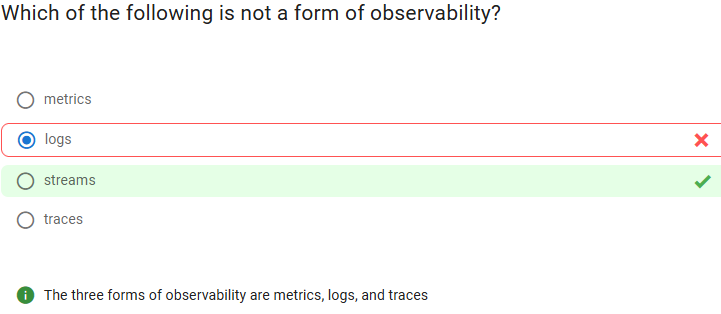 Which of the following is not a form of observability?
metrics
logs
streams
traces
The three forms of observability are metrics, logs, and traces